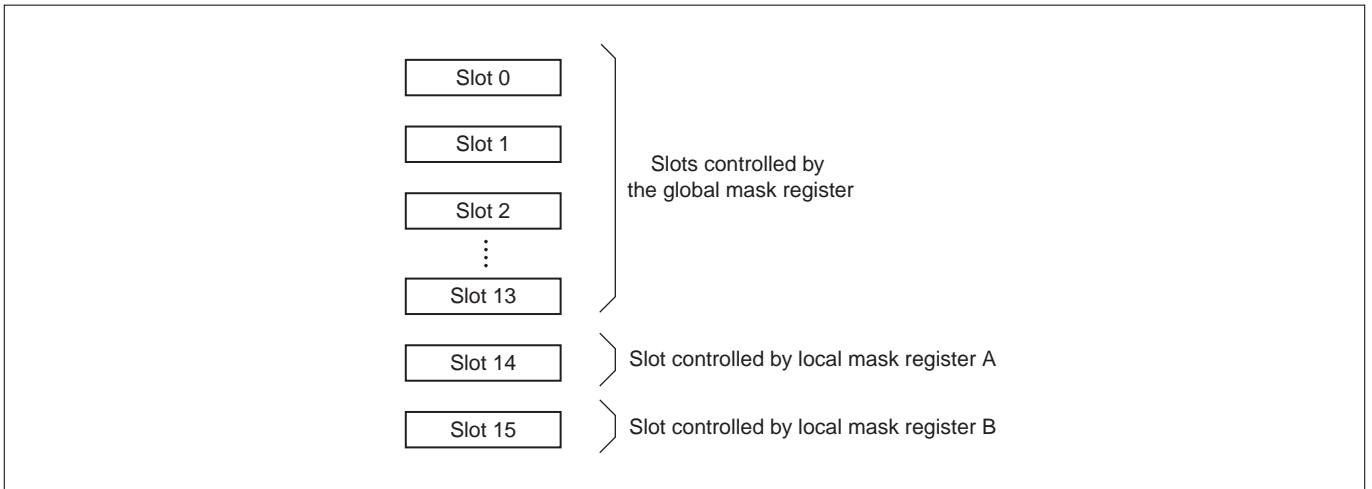 Slot 0
Slot 1
Slots controlled by
the global mask register
Slot 2
Slot 13
Slot 14
Slot controlled by local mask register A
Slot 15
Slot controlled by local mask register B